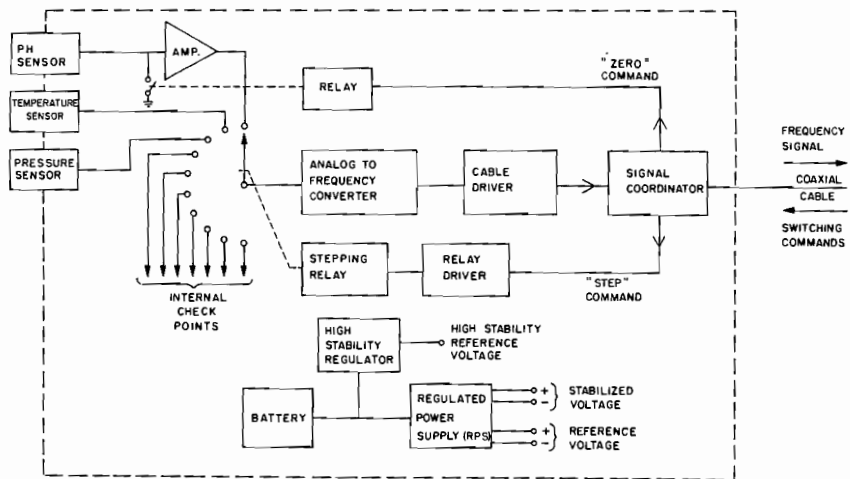 PH
SENSOR
AMP.
TEMPERATURE
SENSOR
PRESSURE
SENSOR
RELAY
"ZERO"
COMMAND
ANALOG TO
FREQUENCY
CONVERTER
CABLE
DRIVER
SIGNAL
COORDINATOR
FREQUENCY
SIGNAL
COAXIAL
CABLE
SWITCHING
COMMANDS
STEPPING
RELAY
RELAY
DRIVER
"STEP"
COMMAND
INTERNAL
CHECK
POINTS
HIGH
STABILITY
REGULATOR
HIGH STABILITY
REFERENCE
VOLTAGE
BATTERY
REGULATED
POWER
SUPPLY (RPS)
+
-
STABILIZED
VOLTAGE
+
-
REFERENCE
VOLTAGE